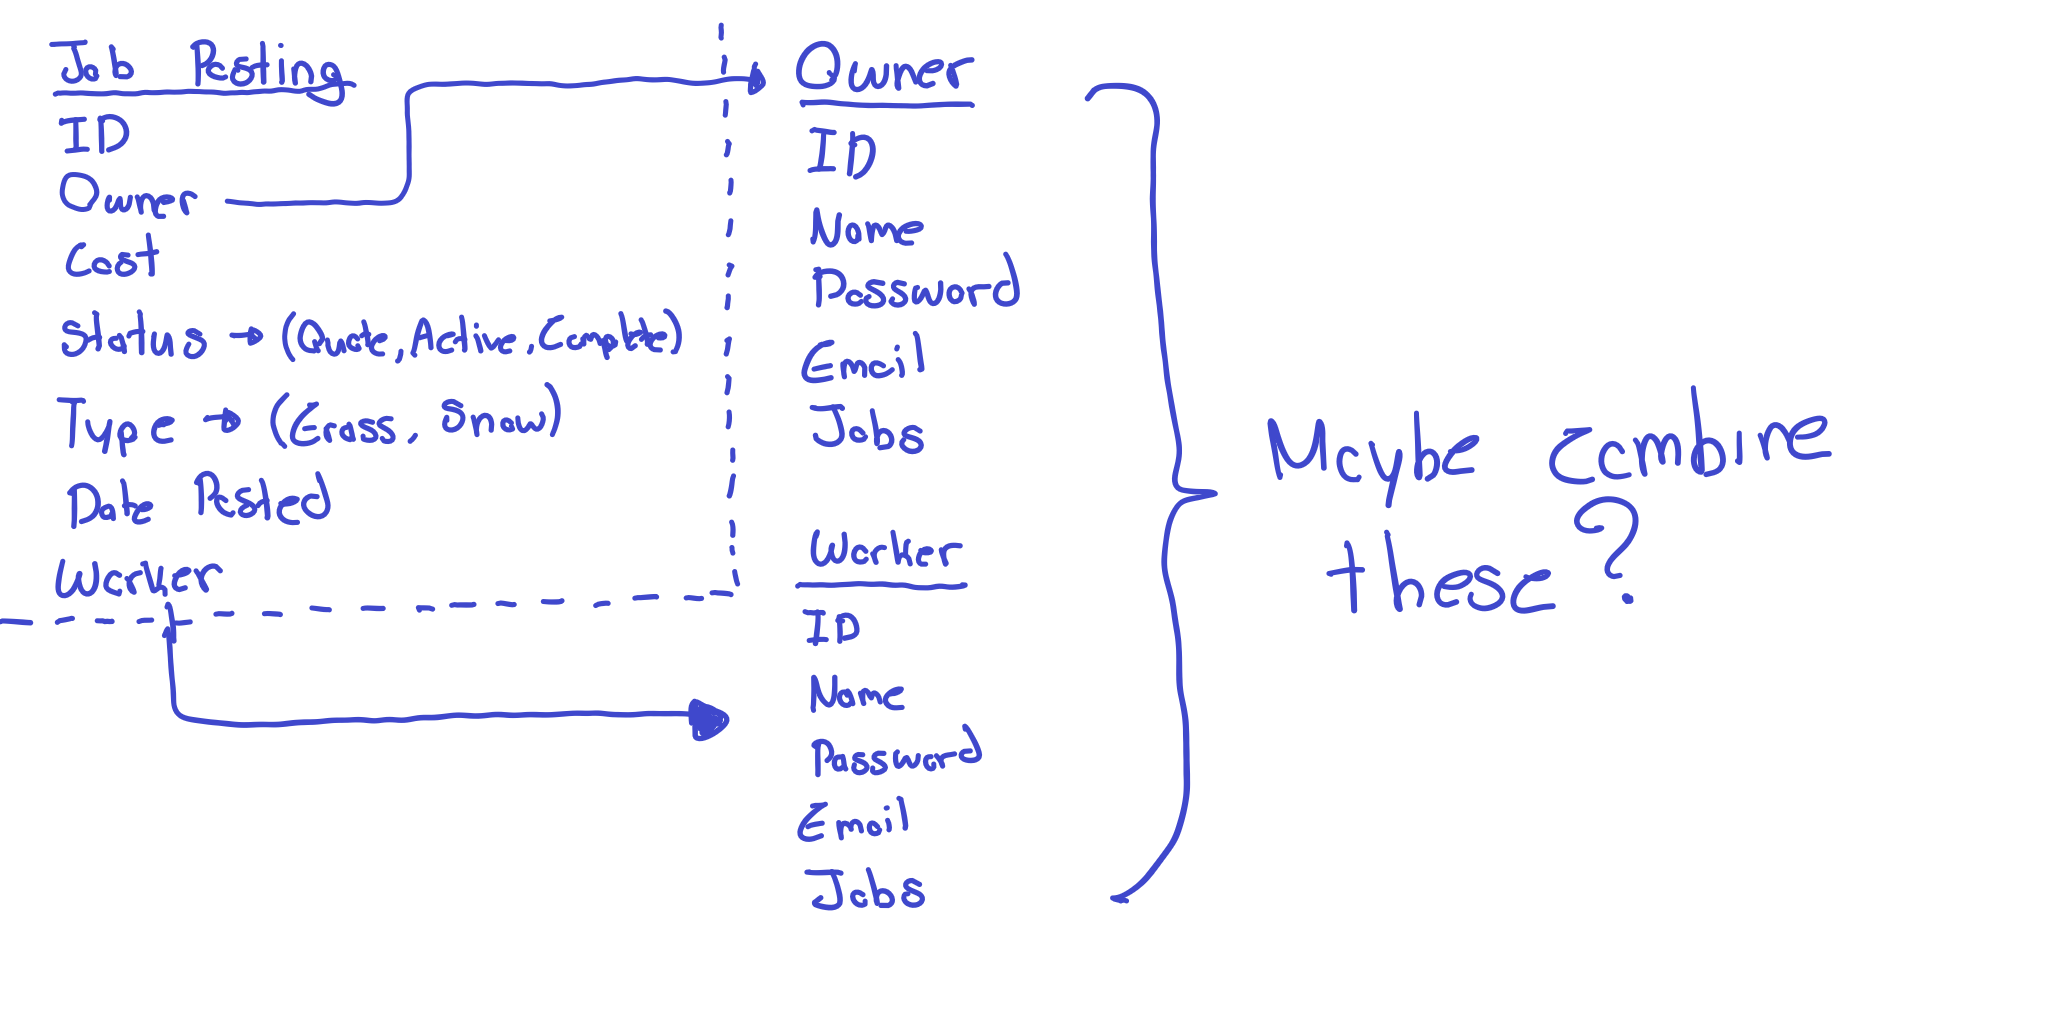 Job Posting
ID
Owner
Cost
Status → (Quote, Active, Complete)
Type → (Grass, Snow)
Date Posted
Worker
Owner
ID
Name
Password
Email
Jobs
Worker
ID
Name
Password
Email
Jobs
Maybe combine
these?